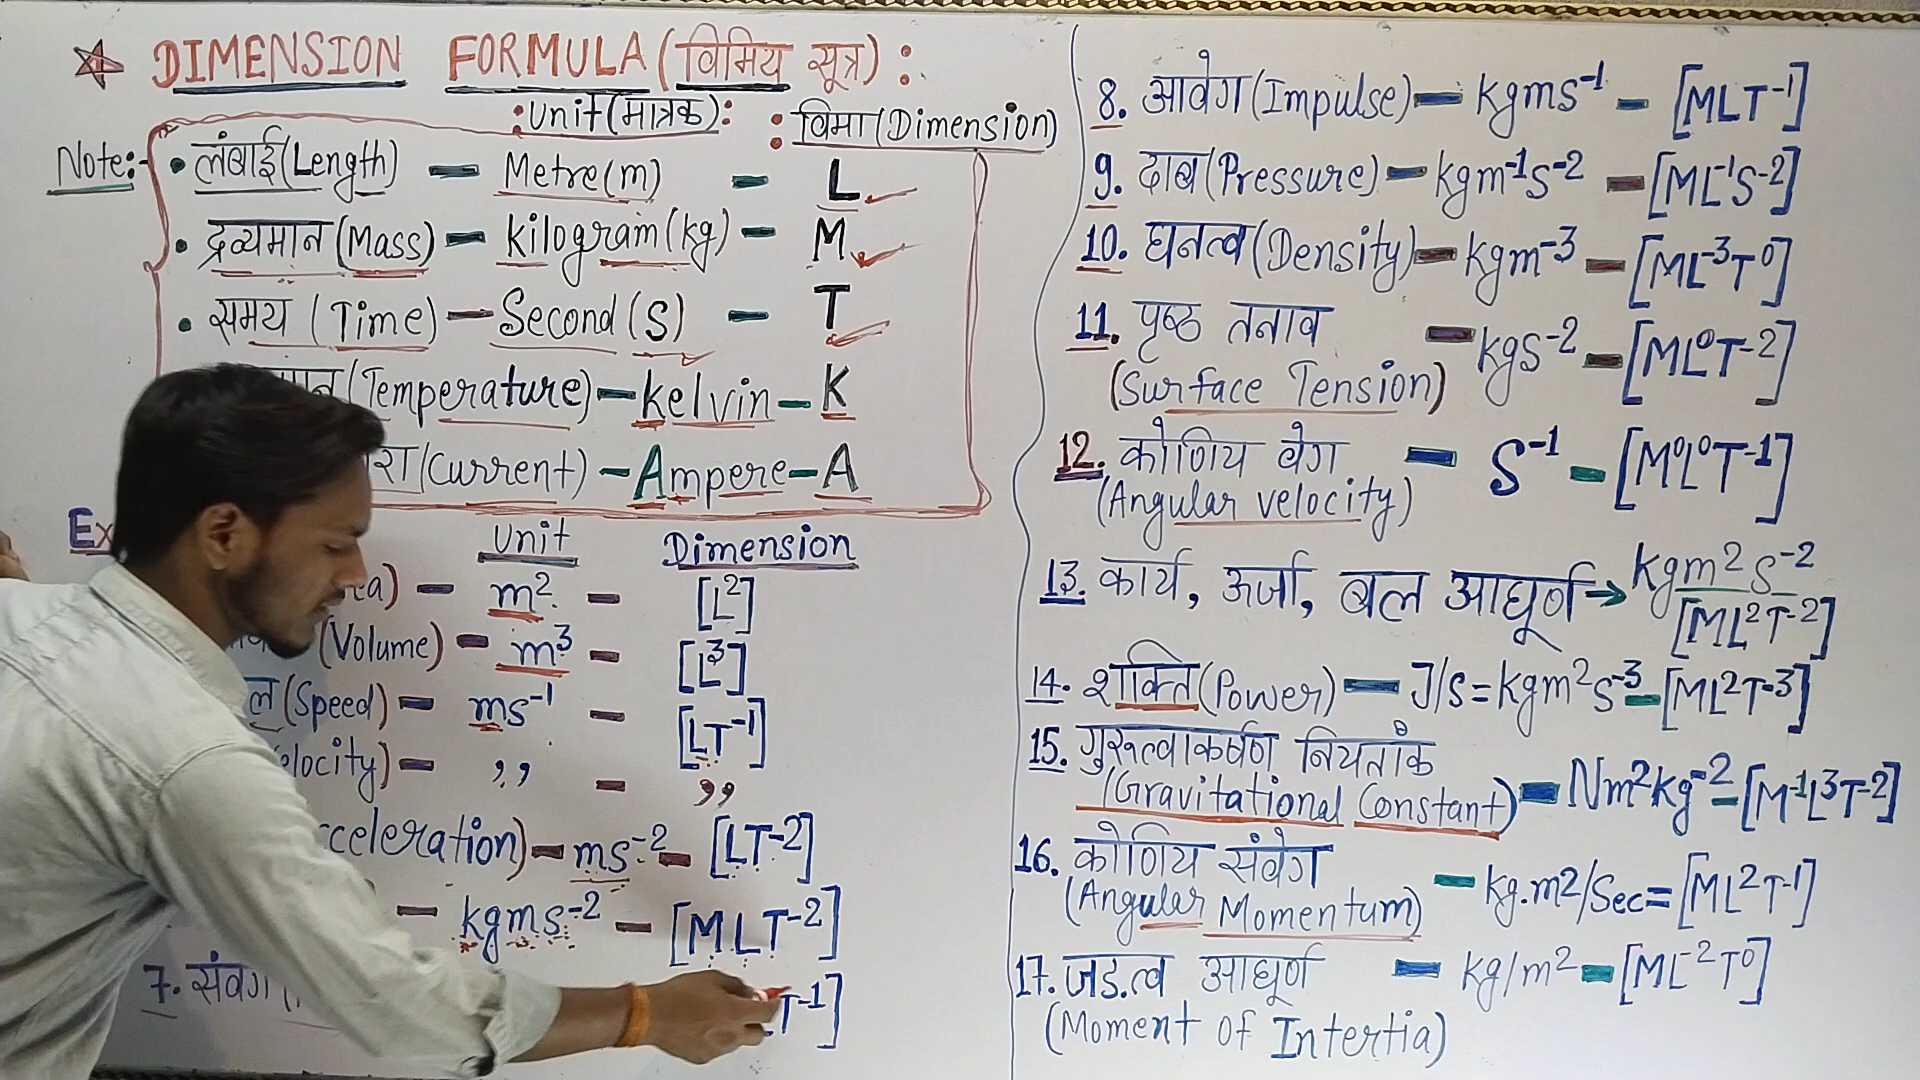 DIMENSION FORMULA (विमिय सूत्र) :
: unit (मात्रक) : : विमा (Dimension)
Note:-
• लंबाई (Length) — Metre (m) — L
• द्रव्यमान (Mass) — kilogram (kg) — M
• समय (Time) — Second (S) — T
(Temperature) — kelvin — K
(Current) — Ampere — A
Unit Dimension
— m² — [L²]
(Volume) — m³ — [L³]
(Speed) — ms⁻¹ — [LT⁻¹]
— ,, — ,,
— ms⁻² — [LT⁻²]
— kgms⁻² — [MLT⁻²]
7. संवेग T⁻¹]
8. आवेग (Impulse) — kgms⁻¹ — [MLT⁻¹]
9. दाब (Pressure) — kgm⁻¹s⁻² — [ML⁻¹S⁻²]
10. घनत्व (Density) — kgm⁻³ — [ML⁻³T⁰]
11. पृष्ठ तनाव — kgs⁻² — [ML⁰T⁻²]
(Surface Tension)
12. कोणिय वेग — S⁻¹ — [M⁰L⁰T⁻¹]
(Angular velocity)
13. कार्य, ऊर्जा, बल आघूर्ण → kgm²s⁻²
[ML²T⁻²]
14. शक्ति (Power) — J/s = kgm²s⁻³ — [ML²T⁻³]
15. गुरुत्वाकर्षण नियतांक
(Gravitational Constant) — Nm²kg⁻² — [M⁻¹L³T⁻²]
16. कोणिय संवेग — kg.m²/Sec = [ML²T⁻¹]
(Angular Momentum)
17. जड.त्व आघूर्ण — kg/m² — [ML⁻²T⁰]
(Moment of Intertia)